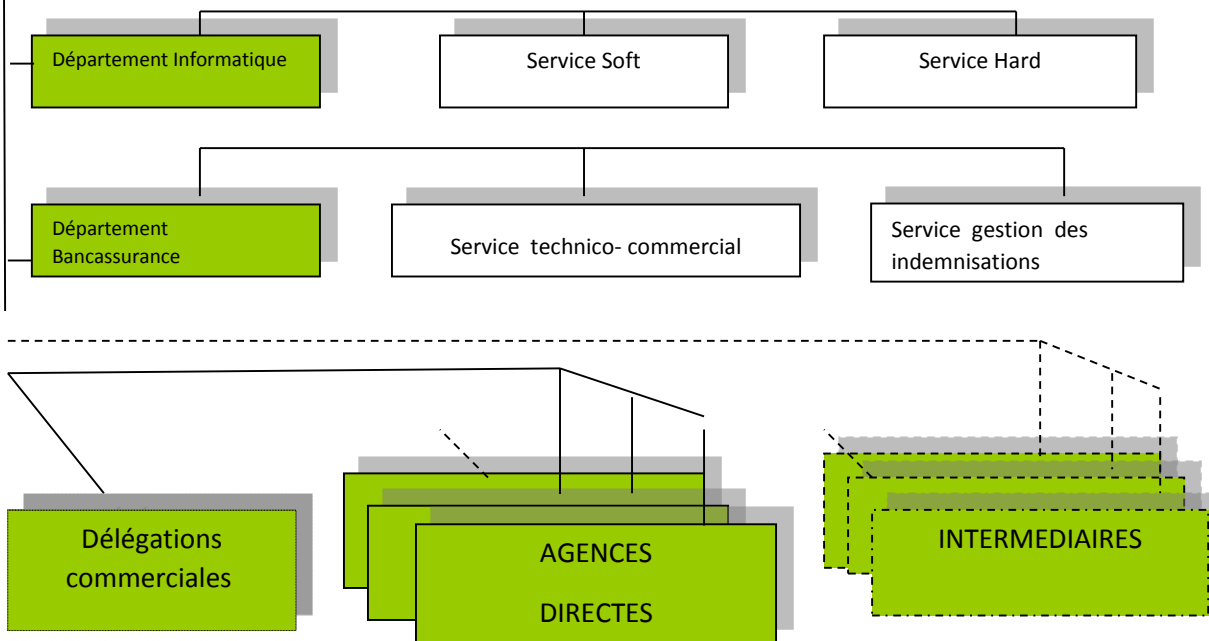 Département Informatique
Service Soft
Service Hard
Département
Bancassurance
Service technico- commercial
Service gestion des
indemnisations
Délégations
commerciales
AGENCES
DIRECTES
INTERMEDIAIRES